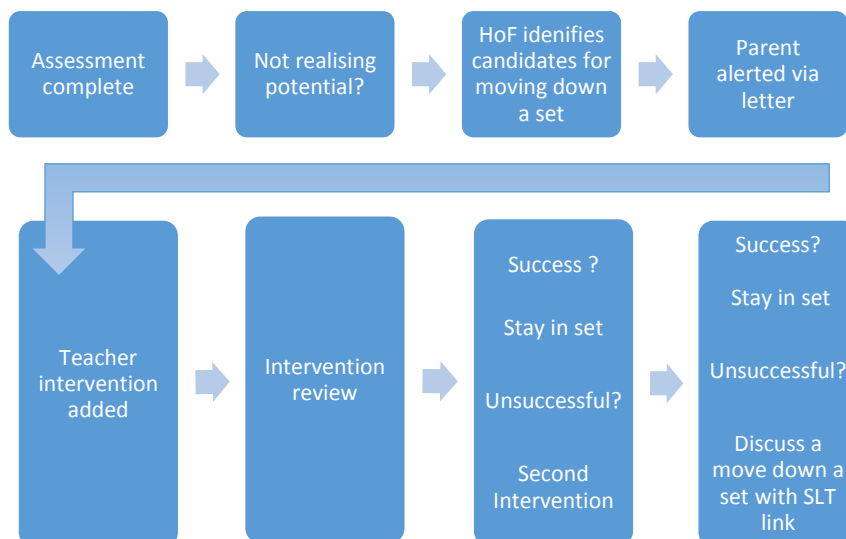 Assessment
complete
Not realising
potential?
HoF idenifies
candidates for
moving down
a set
Parent
alerted via
letter
Teacher
intervention
added
Intervention
review
Success ?
Stay in set
Unsuccessful?
Second
Intervention
Success?
Stay in set
Unsuccessful?
Discuss a
move down a
set with SLT
link